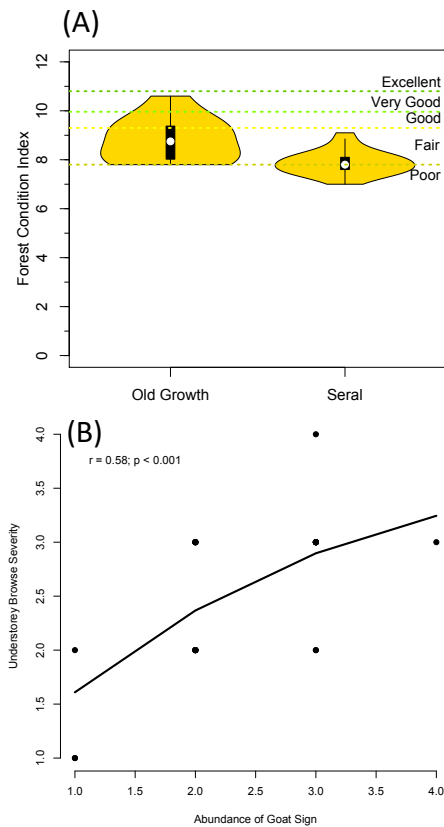 (A)
12
10
8
6
4
2
0
Forest Condition Index
Excellent
Very Good
Good
Fair
Poor
Old Growth Seral
(B)
r = 0.58; p < 0.001
4.0
3.5
3.0
2.5
2.0
1.5
1.0
Understorey Browse Severity
1.0 1.5 2.0 2.5 3.0 3.5 4.0
Abundance of Goat Sign